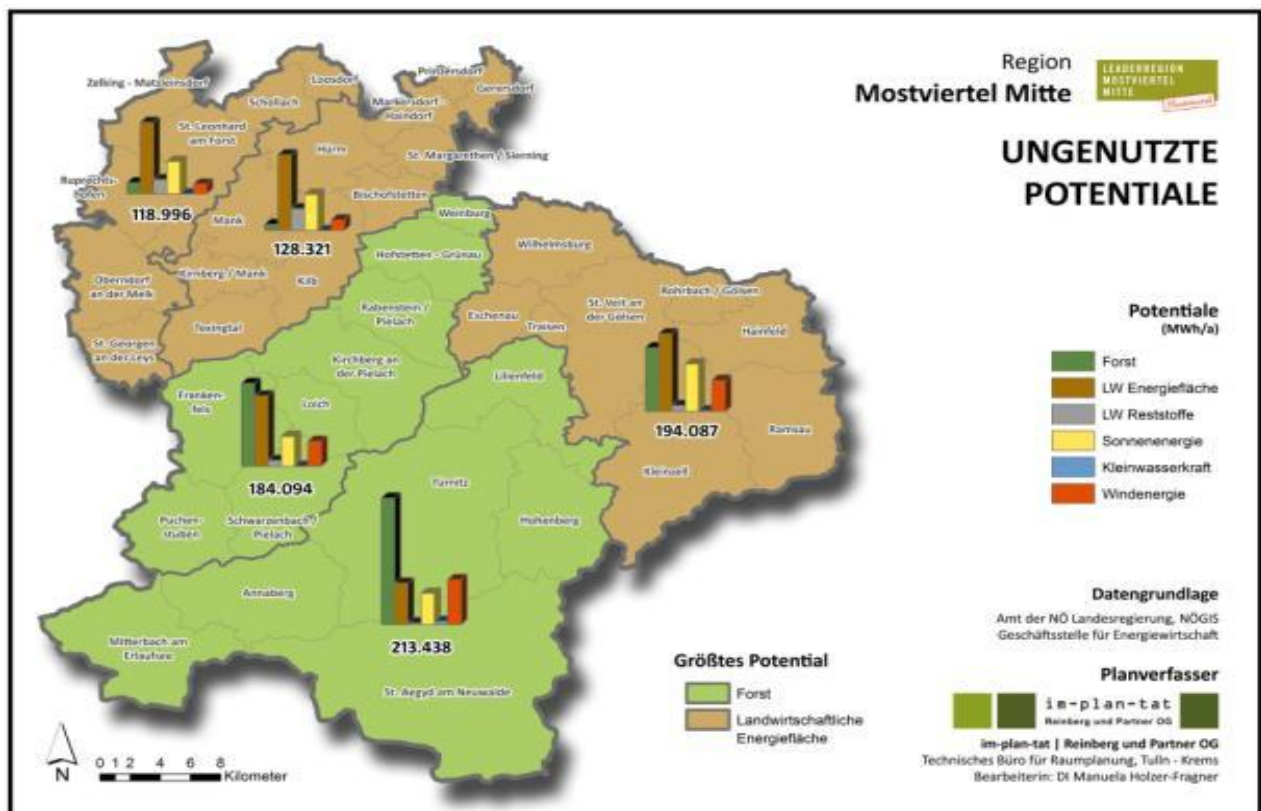 Region
Mostviertel Mitte
LEADERREGION
MOSTVIERTEL
MITTE
UNGENUTZTE
POTENTIALE
Zelking - Matzleinsdorf
Schollach
Loosdorf
Prinzersdorf
Gerersdorf
Markersdorf-
Haindorf
St. Leonhard
am Forst
Hürm
St. Margarethen / Sierning
Ruprechts-
hofen
Bischofstetten
118.996
Mank
128.321
Weinburg
Hofstetten - Grünau
Wilhelmsburg
Oberndorf
an der Melk
Kirnberg / Mank
Kilb
Rabenstein /
Pielach
Rohrbach / Gölsen
St. Veit an
der Gölsen
Eschenau
Traisen
Hainfeld
Texingtal
St. Georgen
an der Leys
Kirchberg an
der Pielach
Lilienfeld
Franken-
fels
Loich
194.087
Ramsau
Kleinzell
184.094
Türnitz
Puchen-
stuben
Schwarzenbach /
Pielach
Hohenberg
Annaberg
Mitterbach am
Erlaufsee
213.438
St. Aegyd am Neuwalde
Potentiale
(MWh/a)
Forst
LW Energiefläche
LW Reststoffe
Sonnenenergie
Kleinwasserkraft
Windenergie
Größtes Potential
Forst
Landwirtschaftliche
Energiefläche
Datengrundlage
Amt der NÖ Landesregierung, NÖGIS
Geschäftsstelle für Energiewirtschaft
Planverfasser
im-plan-tat
Reinberg und Partner OG
im-plan-tat | Reinberg und Partner OG
Technisches Büro für Raumplanung, Tulln - Krems
Bearbeiterin: DI Manuela Holzer-Fragner
N
0 1 2 4 6 8
Kilometer